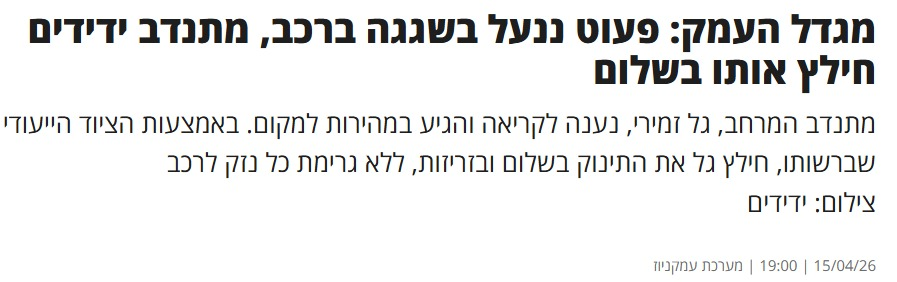 מגדל העמק: פעוט ננעל בשגגה ברכב, מתנדב ידידים
חילץ אותו בשלום
מתנדב המרחב, גל זמירי, נענה לקריאה והגיע במהירות למקום. באמצעות הציוד הייעודי
שברשותו, חילץ גל את התינוק בשלום ובזריזות, ללא גרימת כל נזק לרכב
צילום: ידידים
15/04/26 | 19:00 | מערכת עמקניוז